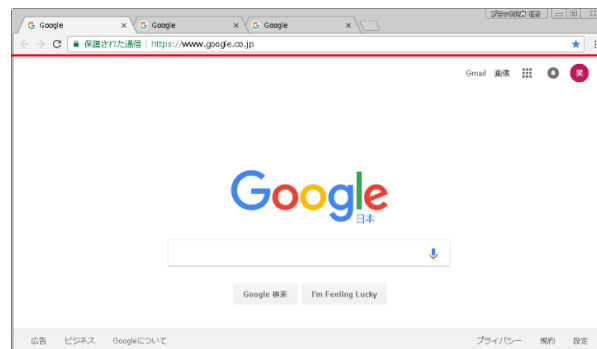 Google Google Google
保護された通信 https://www.google.co.jp
Gmail 画像 笑
Google
日本
Google 検索 I'm Feeling Lucky
広告 ビジネス Googleについて プライバシー 規約 設定